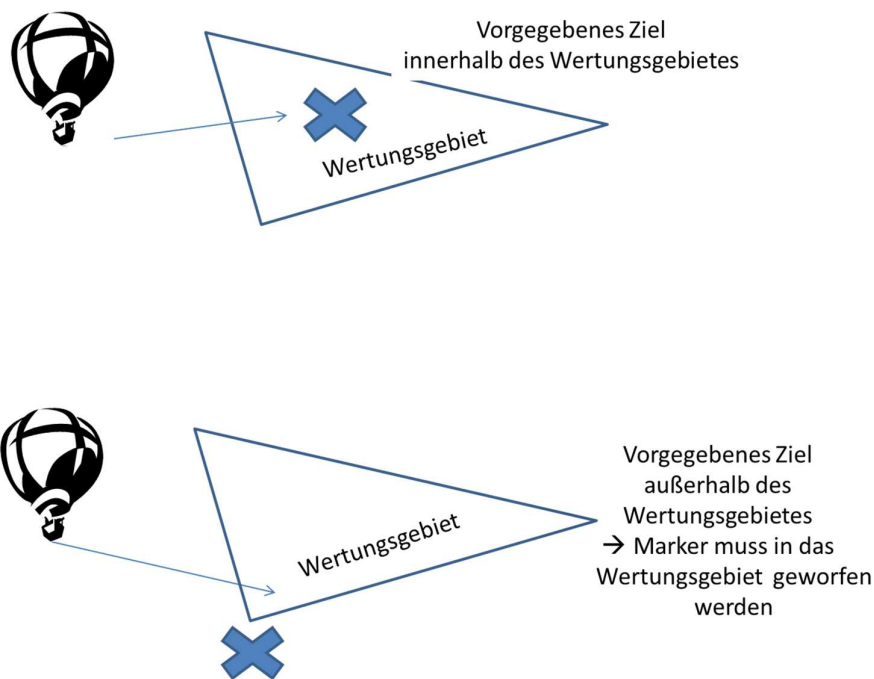 Vorgegebenes Ziel
innerhalb des Wertungsgebietes
Wertungsgebiet
Vorgegebenes Ziel
außerhalb des
Wertungsgebietes
→ Marker muss in das
Wertungsgebiet geworfen
werden
Wertungsgebiet